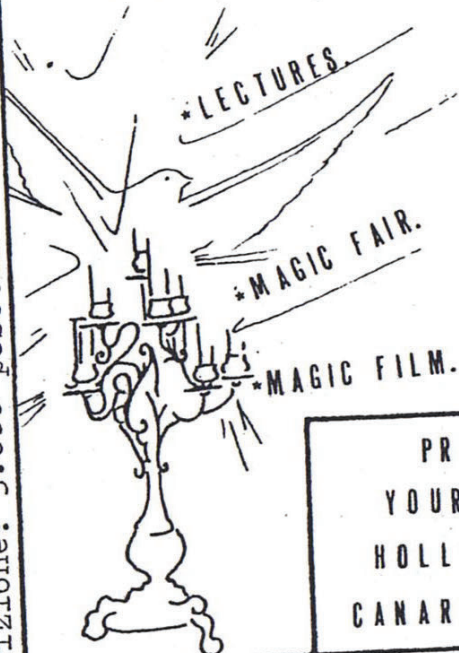 *LECTURES.
*MAGIC FAIR.
*MAGIC FILM.
PR
YOUR
HOLL
CANAR